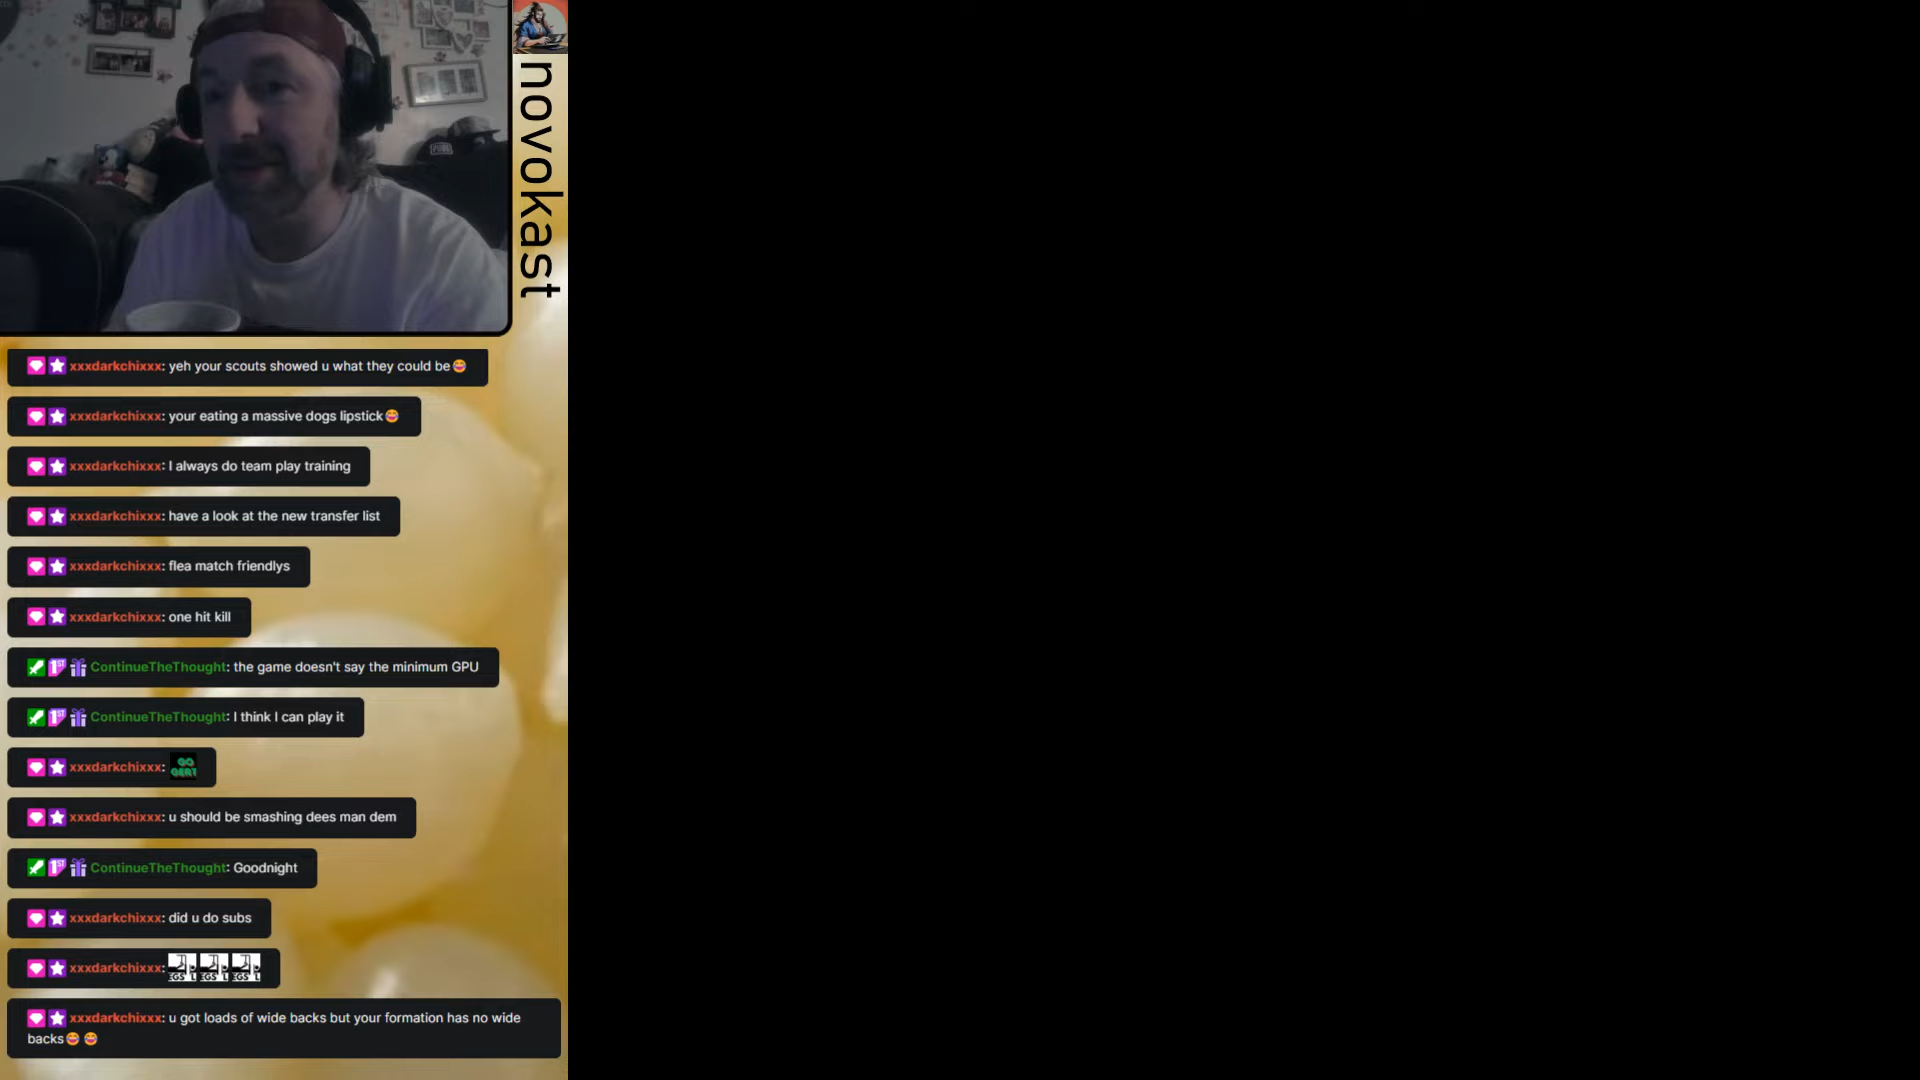 novokast
xxxdarkchixxx: yeh your scouts showed u what they could be😂
xxxdarkchixxx: your eating a massive dogs lipstick😂
xxxdarkchixxx: I always do team play training
xxxdarkchixxx: have a look at the new transfer list
xxxdarkchixxx: flea match friendlys
xxxdarkchixxx: one hit kill
ContinueTheThought: the game doesn't say the minimum GPU
ContinueTheThought: I think I can play it
xxxdarkchixxx: GO GERT
xxxdarkchixxx: u should be smashing dees man dem
ContinueTheThought: Goodnight
xxxdarkchixxx: did u do subs
xxxdarkchixxx:
xxxdarkchixxx: u got loads of wide backs but your formation has no wide
backs😂 😂